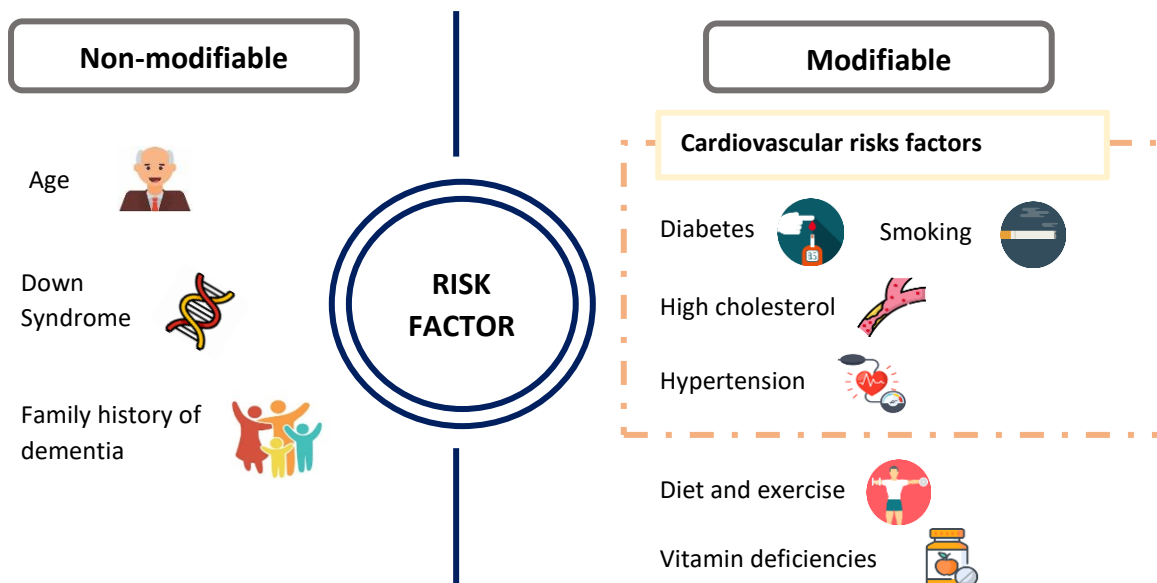 Non-modifiable
Age
Down
Syndrome
Family history of
dementia
RISK
FACTOR
Modifiable
Cardiovascular risks factors
Diabetes
Smoking
High cholesterol
Hypertension
Diet and exercise
Vitamin deficiencies